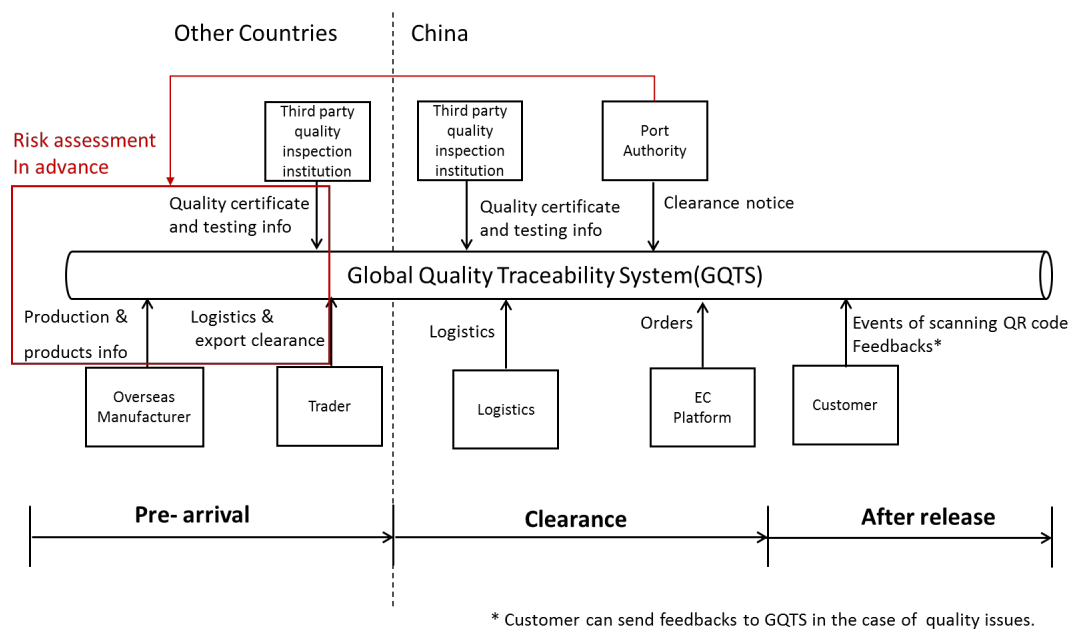 Other Countries
China
Third party
quality
inspection
institution
Third party
quality
inspection
institution
Port
Authority
Risk assessment
In advance
Quality certificate
and testing info
Quality certificate
and testing info
Clearance notice
Global Quality Traceability System(GQTS)
Production &
products info
Logistics &
export clearance
Logistics
Orders
Events of scanning QR code
Feedbacks*
Overseas
Manufacturer
Trader
Logistics
EC
Platform
Customer
Pre- arrival
Clearance
After release
* Customer can send feedbacks to GQTS in the case of quality issues.